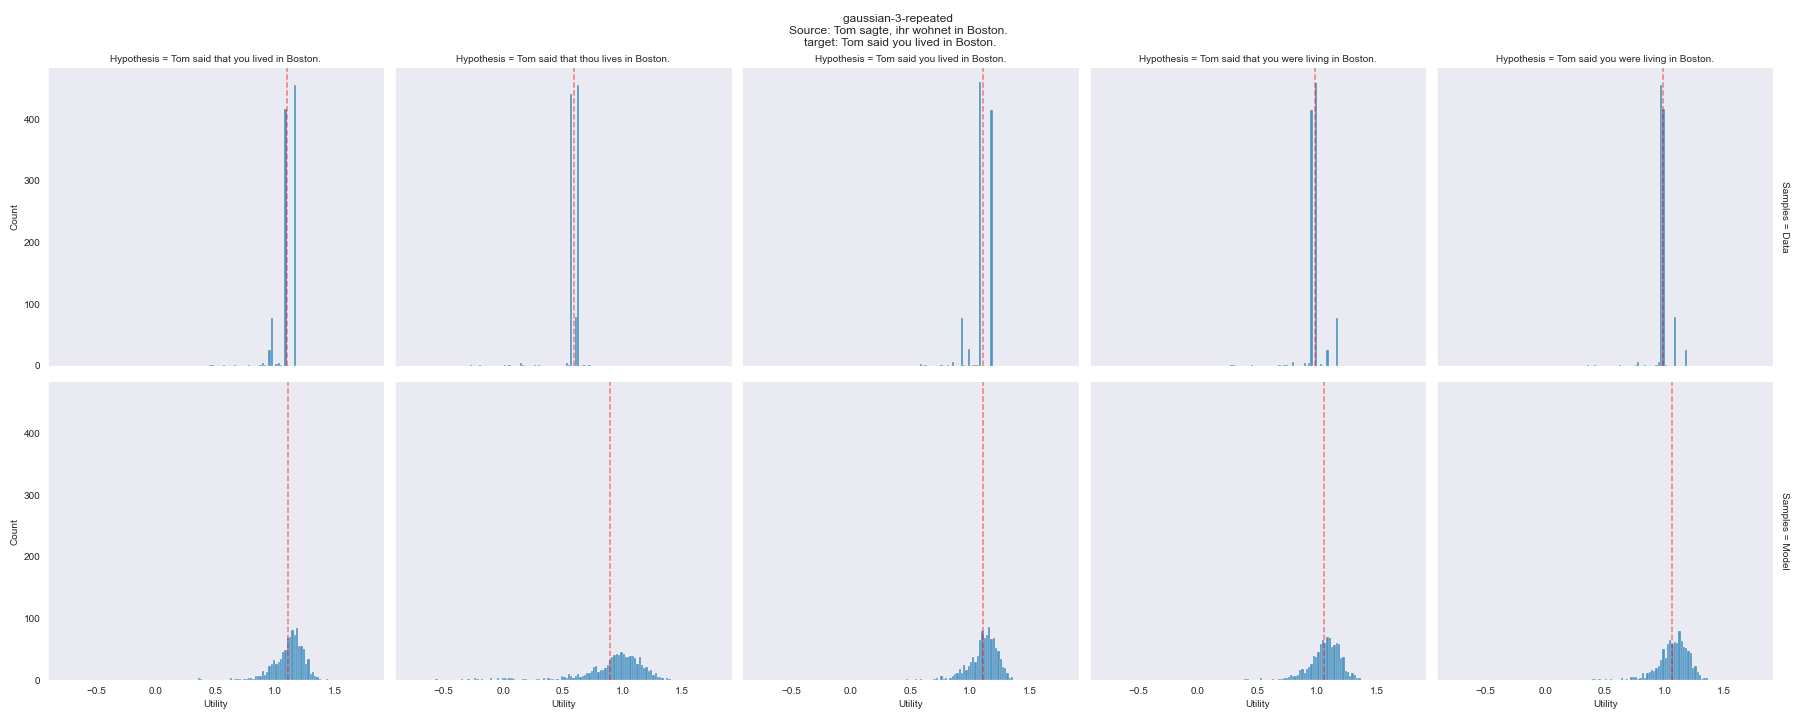 gaussian-3-repeated
Source: Tom sagte, ihr wohnet in Boston.
target: Tom said you lived in Boston.
Hypothesis = Tom said that you lived in Boston.
Hypothesis = Tom said that thou lives in Boston.
Hypothesis = Tom said you lived in Boston.
Hypothesis = Tom said that you were living in Boston.
Hypothesis = Tom said you were living in Boston.
400
300
200
100
0
Count
Samples = Data
400
300
200
100
0
Count
Samples = Model
−0.5 0.0 0.5 1.0 1.5
−0.5 0.0 0.5 1.0 1.5
−0.5 0.0 0.5 1.0 1.5
−0.5 0.0 0.5 1.0 1.5
−0.5 0.0 0.5 1.0 1.5
Utility
Utility
Utility
Utility
Utility